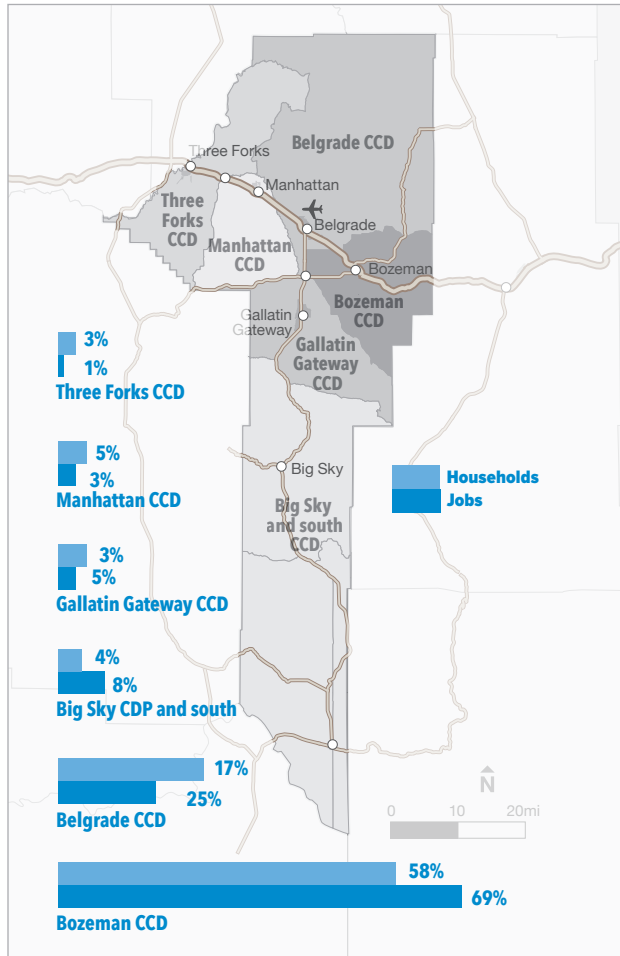 Belgrade CCD
Three Forks
Manhattan
Three
Forks
CCD
Belgrade
Manhattan
CCD
Bozeman
Bozeman
CCD
Gallatin
Gateway
Gallatin
Gateway
CCD
3%
1%
Three Forks CCD
5%
3%
Manhattan CCD
Big Sky
Households
Jobs
Big Sky
and south
CCD
3%
5%
Gallatin Gateway CCD
4%
8%
Big Sky CDP and south
17%
25%
Belgrade CCD
N
0 10 20mi
58%
69%
Bozeman CCD